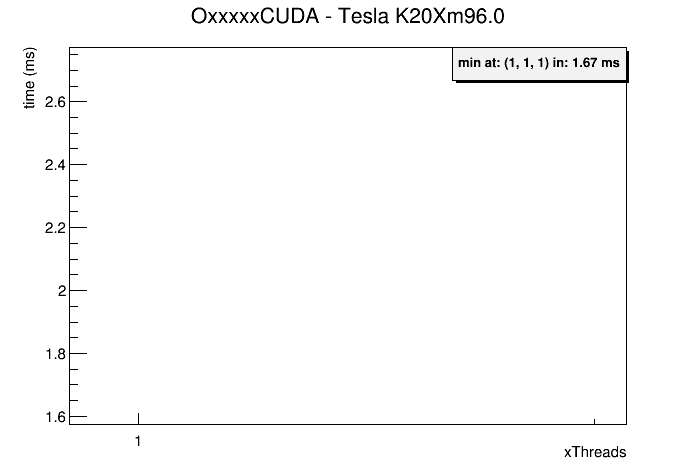 OxxxxxCUDA - Tesla K20Xm96.0
time (ms)
min at: (1, 1, 1) in: 1.67 ms
2.6
2.4
2.2
2
1.8
1.6
1
xThreads